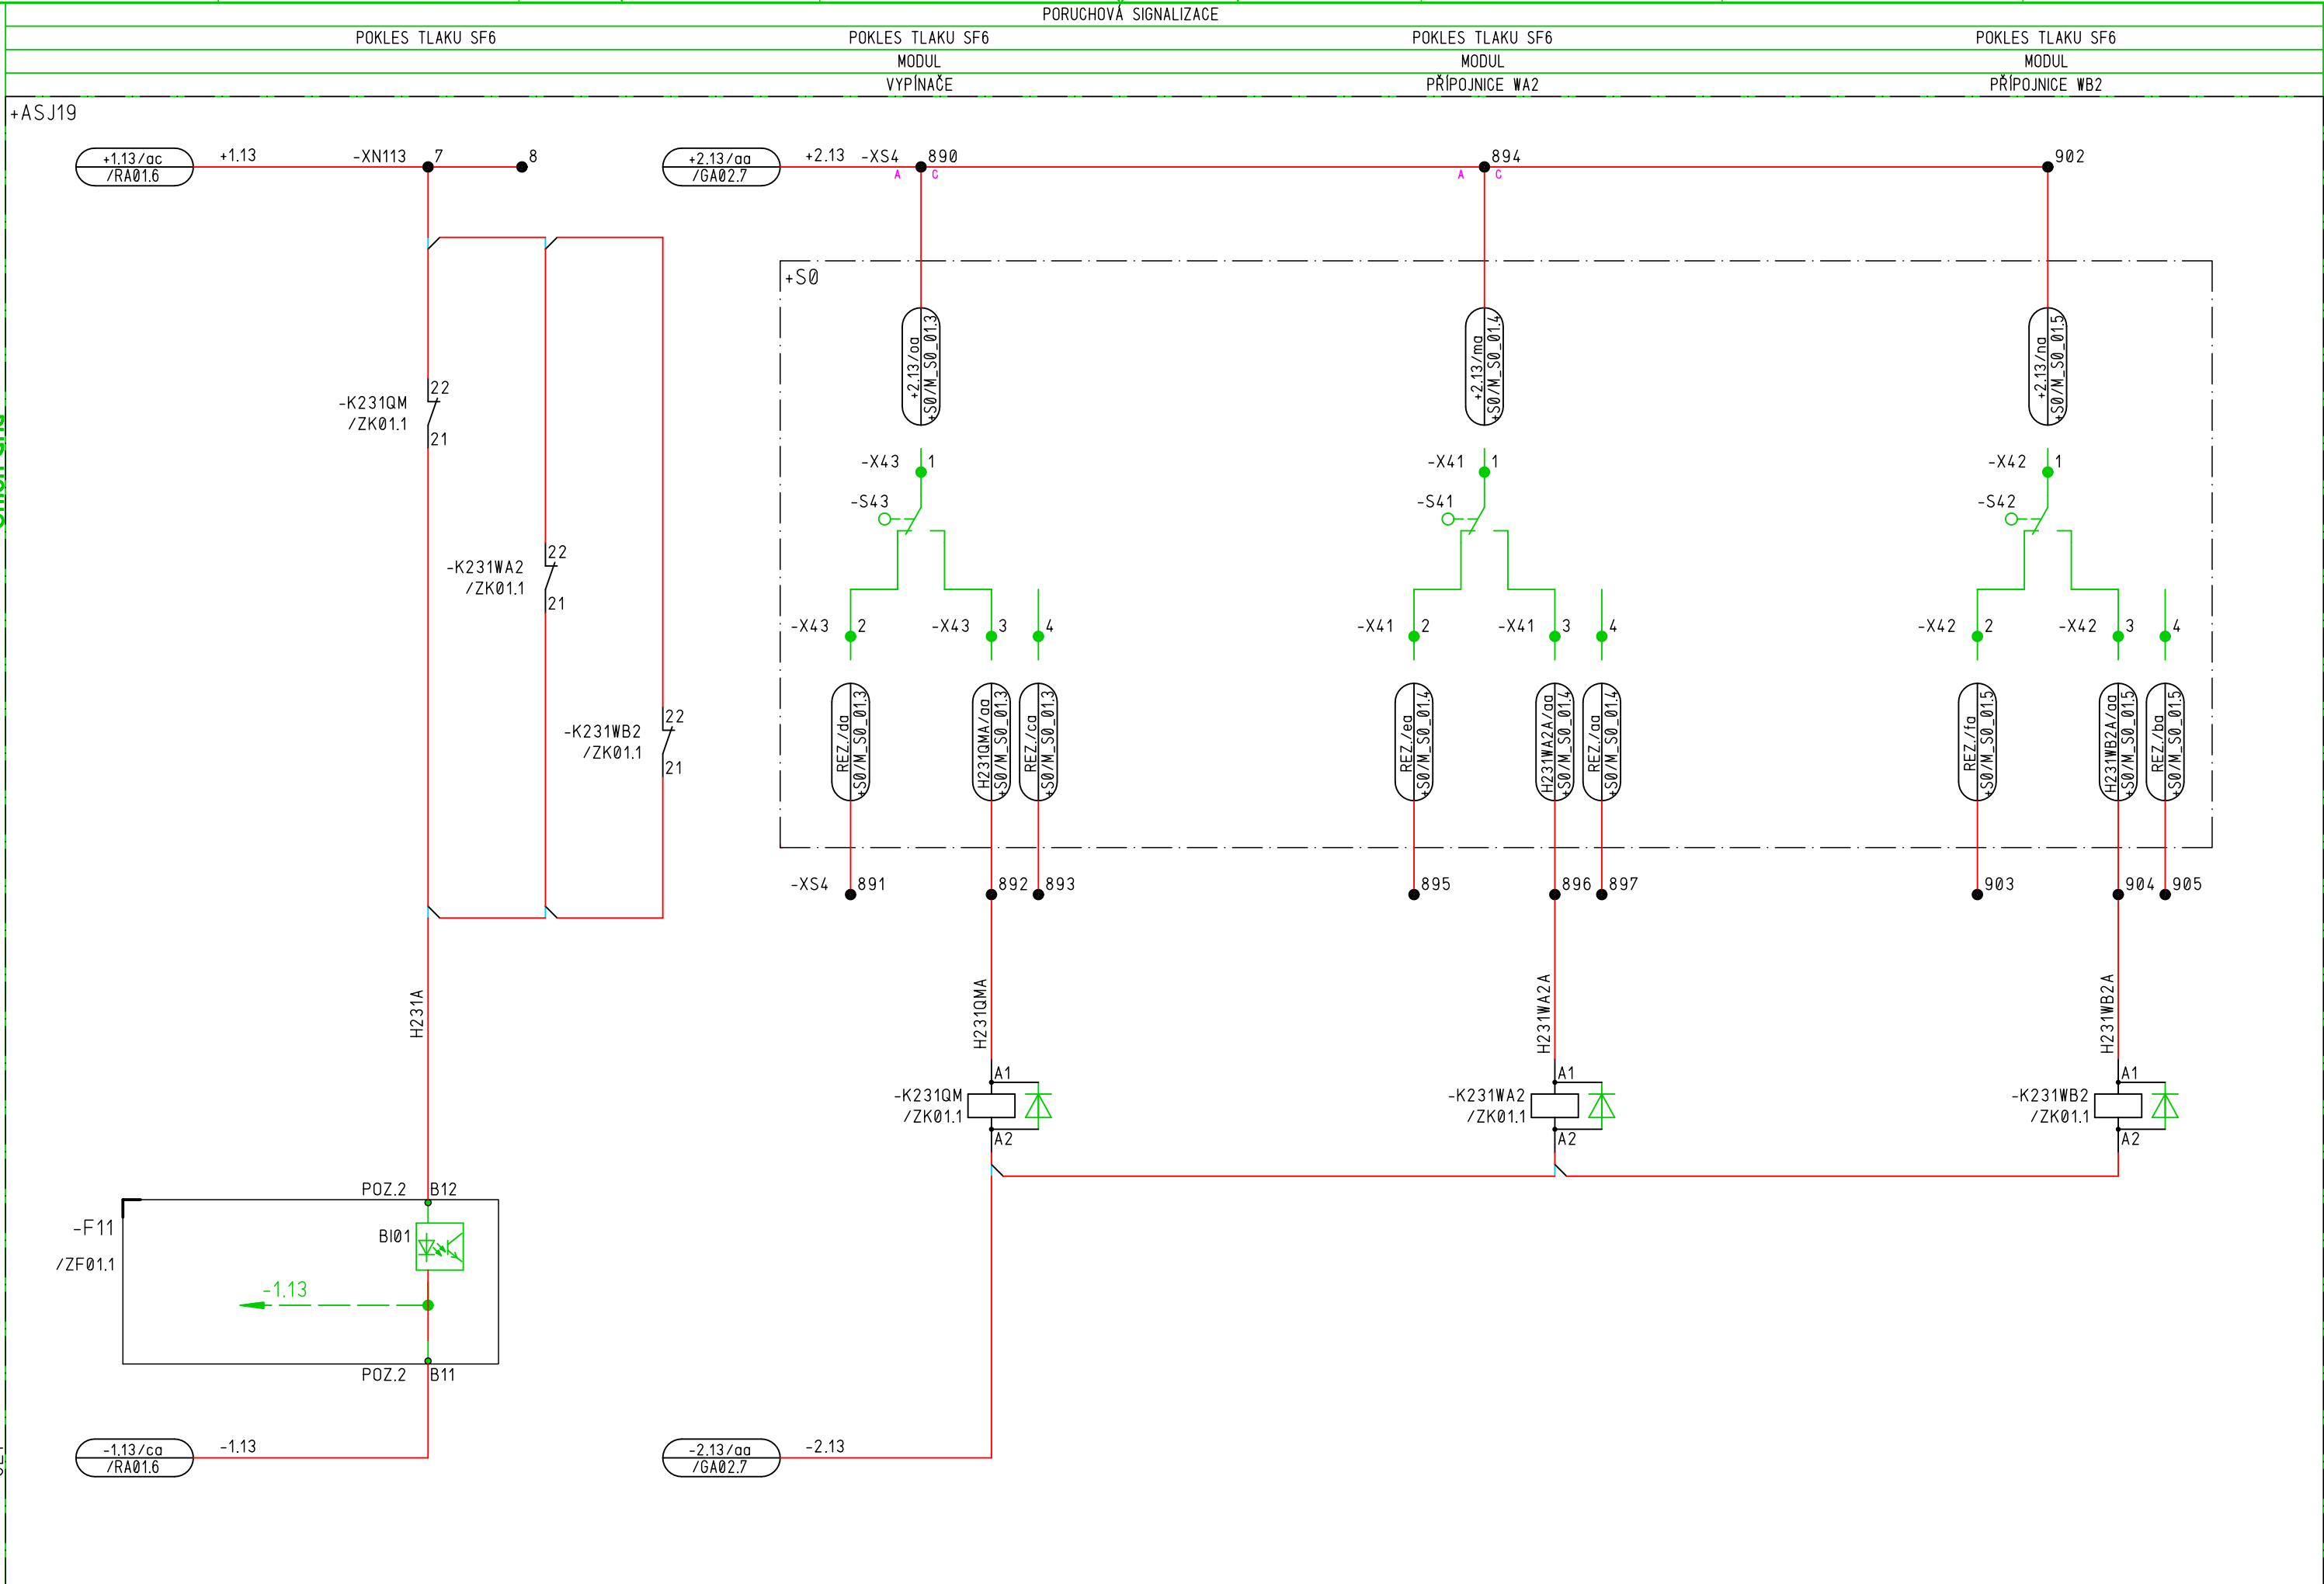 PORUCHOVÁ SIGNALIZACE
POKLES TLAKU SF6 POKLES TLAKU SF6 POKLES TLAKU SF6 POKLES TLAKU SF6
MODUL MODUL MODUL
VYPÍNAČE PŘÍPOJNICE WA2 PŘÍPOJNICE WB2
+ASJ19
+1.13/ac +1.13 -XN113 7 8 +2.13/aa +2.13 -XS4 890 894 902
/RA01.6 /GA02.7 A C A C
+S0
+2.13/oa
+S0/M_S0_01.3
+2.13/ma
+S0/M_S0_01.4
+2.13/na
+S0/M_S0_01.5
22
-K231QM
/ZK01.1
21
-X43 1 -X41 1 -X42 1
-S43 -S41 -S42
22
-K231WA2
/ZK01.1
21
-X43 2 -X43 3 4 -X41 2 -X41 3 4 -X42 2 -X42 3 4
22
-K231WB2
/ZK01.1
21
REZ./da
+S0/M_S0_01.3
H231QMA/aa
+S0/M_S0_01.3
REZ./ca
+S0/M_S0_01.3
REZ./ea
+S0/M_S0_01.4
H231WA2A/aa
+S0/M_S0_01.4
REZ./aa
+S0/M_S0_01.4
REZ./fa
+S0/M_S0_01.5
H231WB2A/aa
+S0/M_S0_01.5
REZ./ba
+S0/M_S0_01.5
-XS4 891 892 893 895 896 897 903 904 905
H231A
H231QMA
H231WA2A
H231WB2A
A1 A1 A1
-K231QM -K231WA2 -K231WB2
/ZK01.1 /ZK01.1 /ZK01.1
A2 A2 A2
POZ.2 B12
-F11 BI01
/ZF01.1
-1.13
POZ.2 B11
-1.13/ca -1.13 -2.13/aa -2.13
/RA01.6 /GA02.7